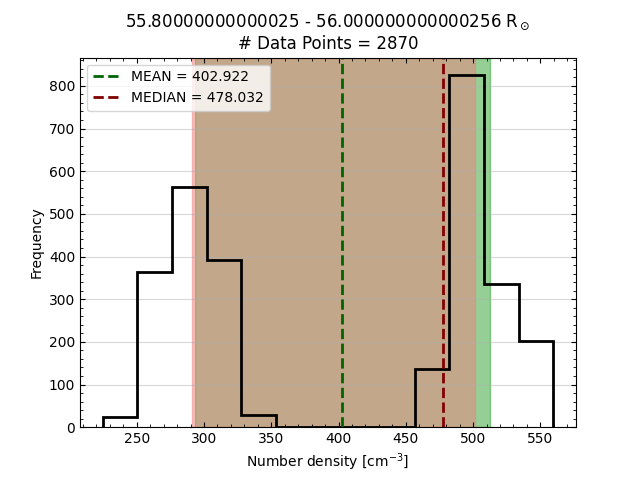 55.80000000000025 - 56.000000000000256 R⊙
# Data Points = 2870
MEAN = 402.922
MEDIAN = 478.032
800
700
600
500
400
300
200
100
0
Frequency
250 300 350 400 450 500 550
Number density [cm⁻³]